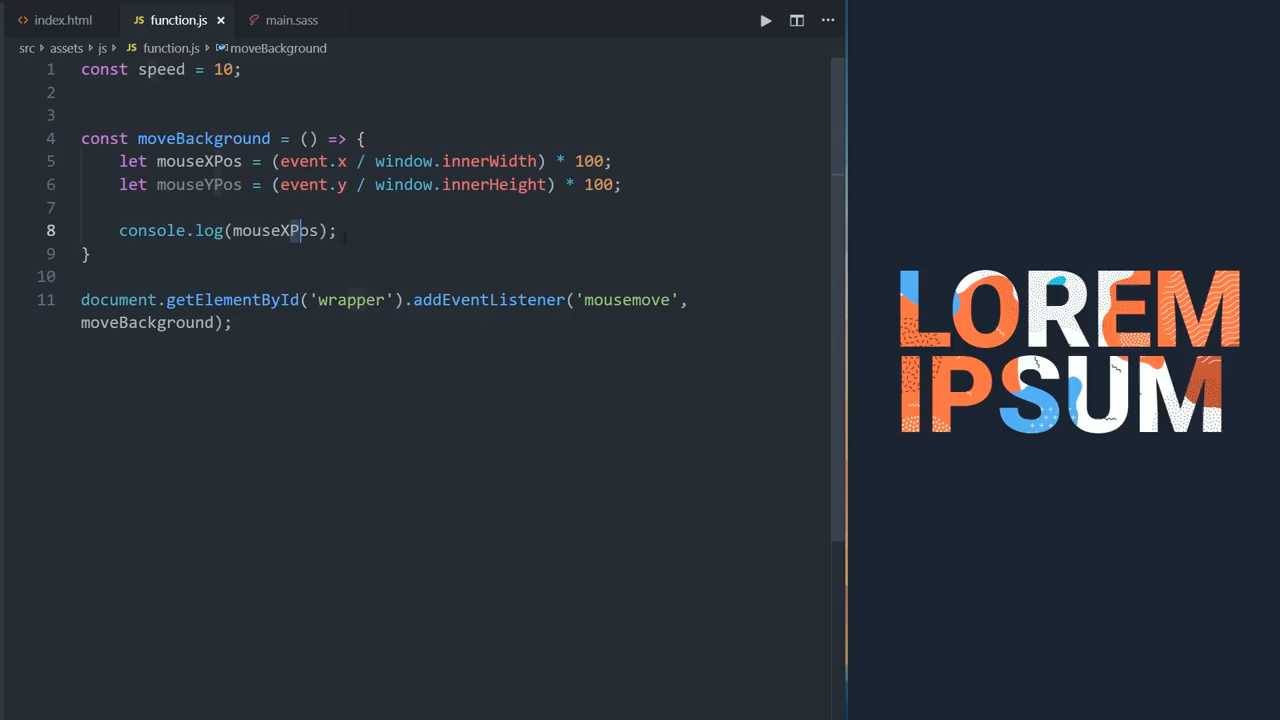 index.html function.js × main.sass
src assets js function.js moveBackground
1 const speed = 10;
2
3
4 const moveBackground = () => {
5 let mouseXPos = (event.x / window.innerWidth) * 100;
6 let mouseYPos = (event.y / window.innerHeight) * 100;
7
8 console.log(mouseXPos);
9 }
10
11 document.getElementById('wrapper').addEventListener('mousemove',
moveBackground);
LOREM
IPSUM